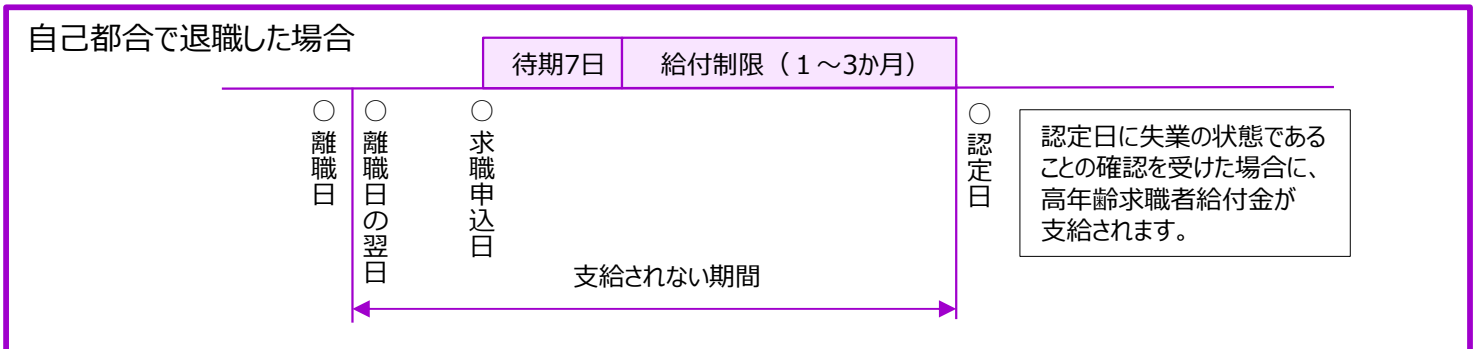 自己都合で退職した場合
待期7日
給付制限（１～3か月）
○離職日
○離職日の翌日
○求職申込日
○認定日
認定日に失業の状態である
ことの確認を受けた場合に、
高年齢求職者給付金が
支給されます。
支給されない期間